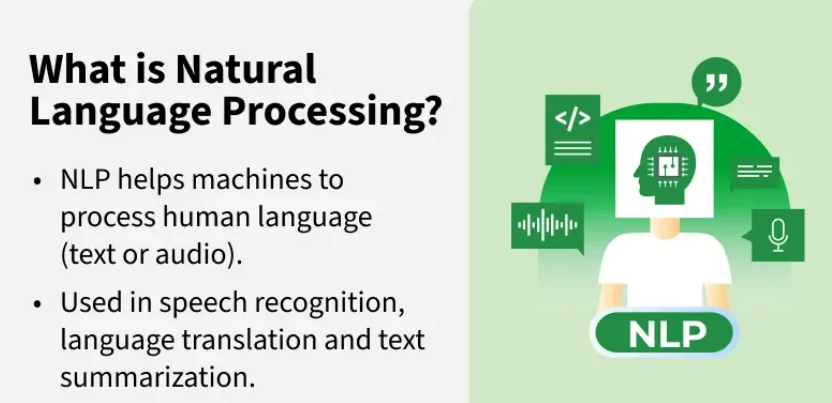 What is Natural
Language Processing?
• NLP helps machines to
process human language
(text or audio).
• Used in speech recognition,
language translation and text
summarization.
</>
”
NLP